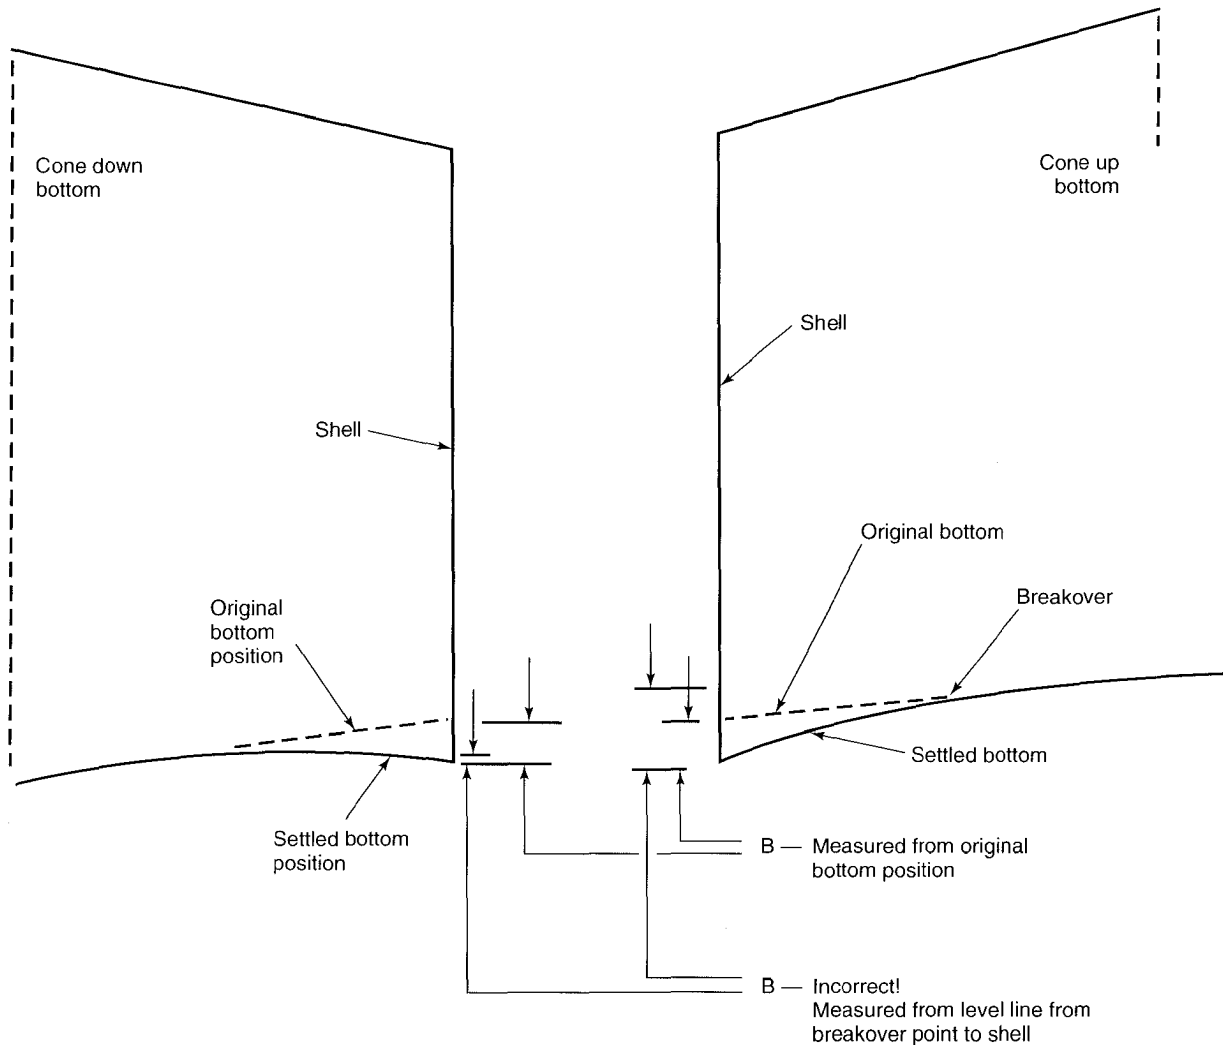 Cone down
bottom
Cone up
bottom
Shell
Shell
Original bottom
Original
bottom
position
Breakover
Settled bottom
Settled bottom
position
B — Measured from original
bottom position
B — Incorrect!
Measured from level line from
breakover point to shell